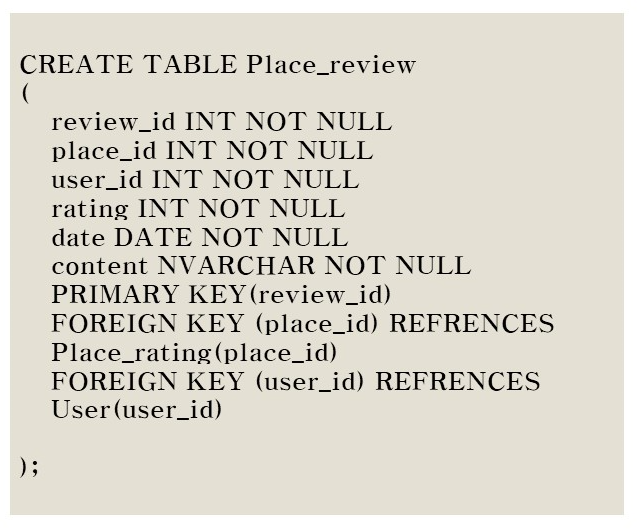 CREATE TABLE Place_review
(
review_id INT NOT NULL
place_id INT NOT NULL
user_id INT NOT NULL
rating INT NOT NULL
date DATE NOT NULL
content NVARCHAR NOT NULL
PRIMARY KEY(review_id)
FOREIGN KEY (place_id) REFRENCES
Place_rating(place_id)
FOREIGN KEY (user_id) REFRENCES
User(user_id)
);